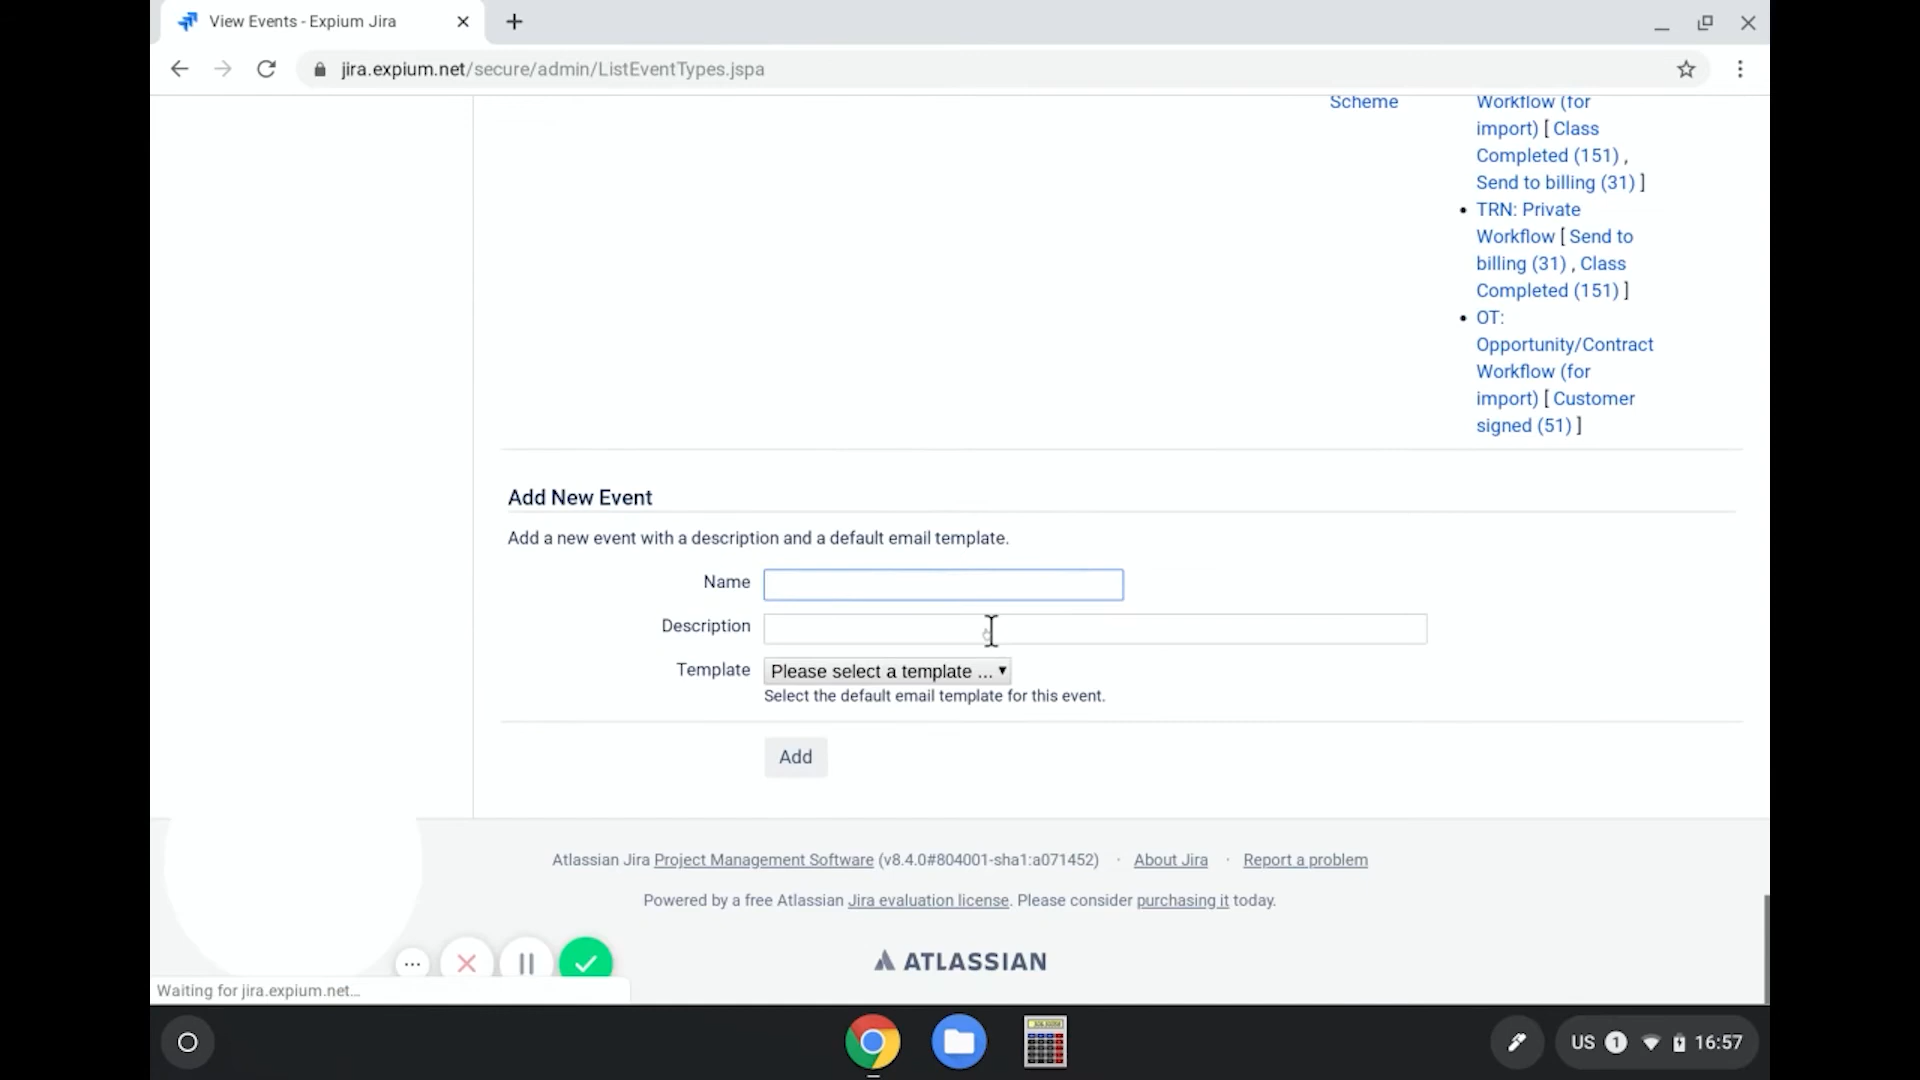 View Events - Expium Jira
jira.expium.net/secure/admin/ListEventTypes.jspa
Scheme
Workflow (for
import) [ Class
Completed (151) ,
Send to billing (31) ]
• TRN: Private
Workflow [ Send to
billing (31) , Class
Completed (151) ]
• OT:
Opportunity/Contract
Workflow (for
import) [ Customer
signed (51) ]
Add New Event
Add a new event with a description and a default email template.
Name
Description
Template Please select a template ...
Select the default email template for this event.
Add
Atlassian Jira Project Management Software (v8.4.0#804001-sha1:a071452) · About Jira · Report a problem
Powered by a free Atlassian Jira evaluation license. Please consider purchasing it today.
ATLASSIAN
Waiting for jira.expium.net...
US 1 16:57